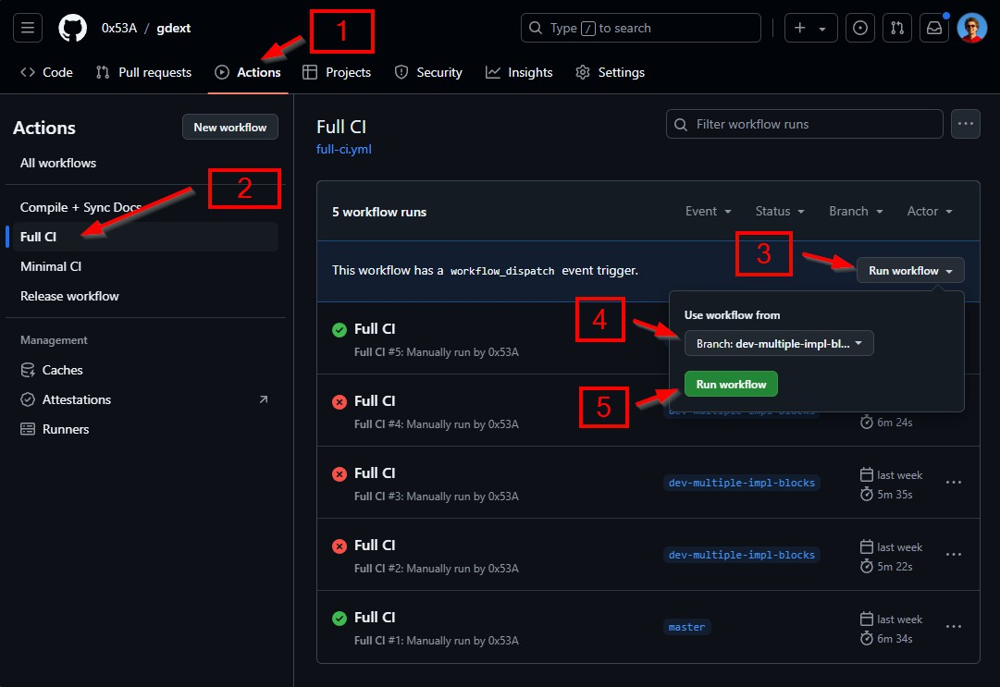 0x53A / gdext
1
Type / to search
Code
Pull requests
Actions
Projects
Security
Insights
Settings
Actions
New workflow
All workflows
2
Compile + Sync Docs
Full CI
Minimal CI
Release workflow
Management
Caches
Attestations
Runners
Full CI
full-ci.yml
Filter workflow runs
5 workflow runs
Event
Status
Branch
Actor
This workflow has a workflow_dispatch event trigger.
3
Run workflow
4
Use workflow from
Branch: dev-multiple-impl-bl...
5
Run workflow
Full CI
Full CI #5: Manually run by 0x53A
Full CI
Full CI #4: Manually run by 0x53A
dev-multiple-impl-blocks
6m 24s
Full CI
Full CI #3: Manually run by 0x53A
dev-multiple-impl-blocks
last week
5m 35s
Full CI
Full CI #2: Manually run by 0x53A
dev-multiple-impl-blocks
last week
5m 22s
Full CI
Full CI #1: Manually run by 0x53A
master
last week
6m 34s